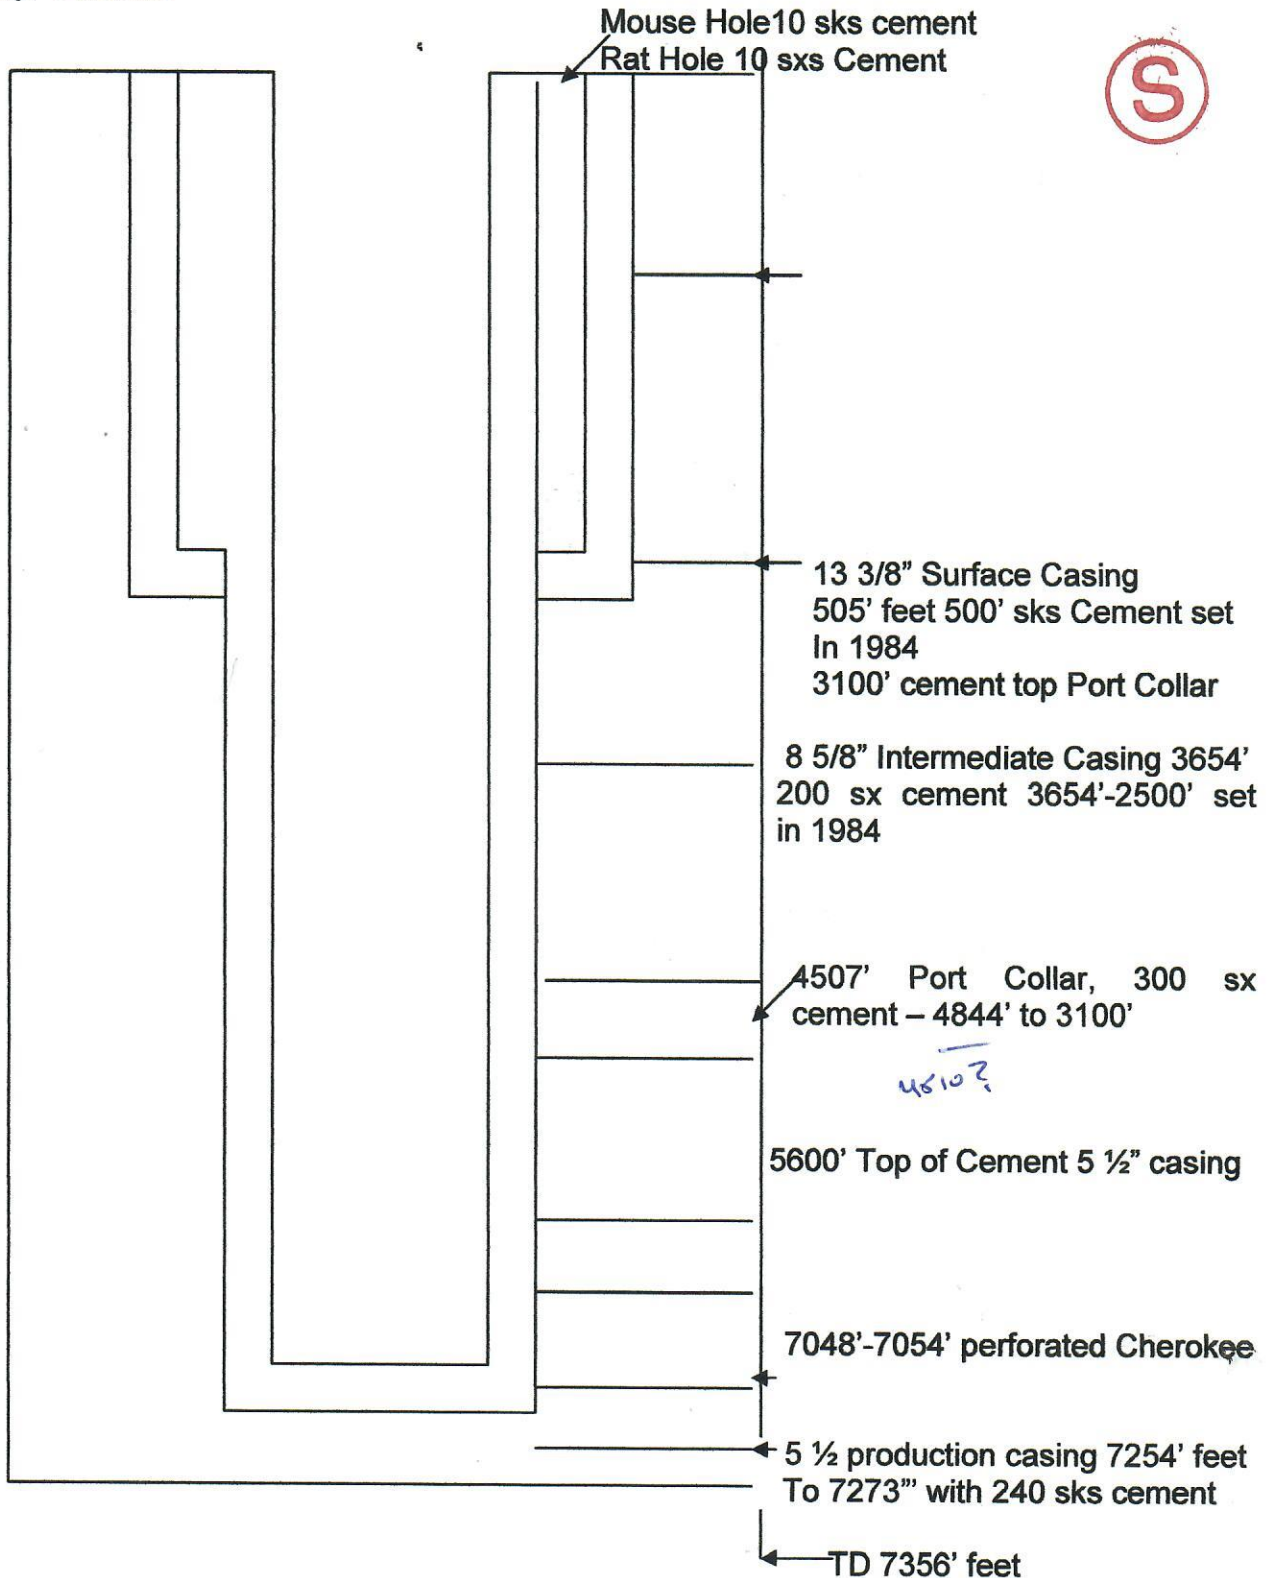 Mouse Hole10 sks cement
Rat Hole 10 sxs Cement
S
13 3/8” Surface Casing
505’ feet 500’ sks Cement set
In 1984
3100’ cement top Port Collar
8 5/8” Intermediate Casing 3654’
200 sx cement 3654’-2500’ set
in 1984
4507’ Port Collar, 300 sx
cement – 4844’ to 3100’
4510?
5600’ Top of Cement 5 ½” casing
7048’-7054’ perforated Cherokee
5 ½ production casing 7254’ feet
To 7273’” with 240 sks cement
TD 7356’ feet